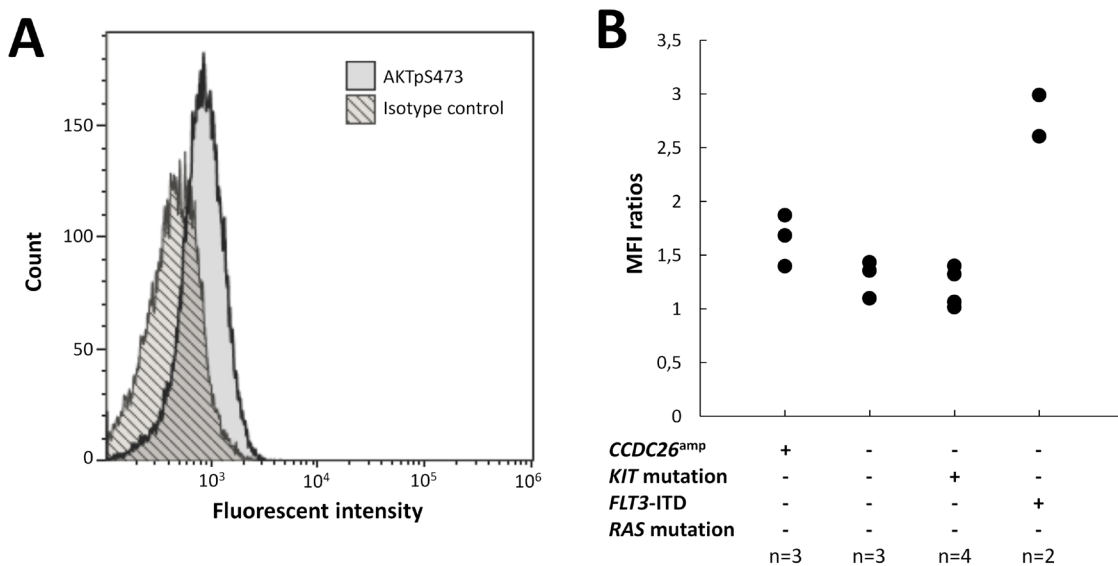 A
AKTpS473
Isotype control
150
100
50
0
Count
10³
10⁴
10⁵
10⁶
Fluorescent intensity
B
3,5
3
2,5
2
1,5
1
0,5
0
MFI ratios
CCDC26ᵃᵐᵖ + - - -
KIT mutation - - + -
FLT3-ITD - - - +
RAS mutation - - - -
n=3 n=3 n=4 n=2